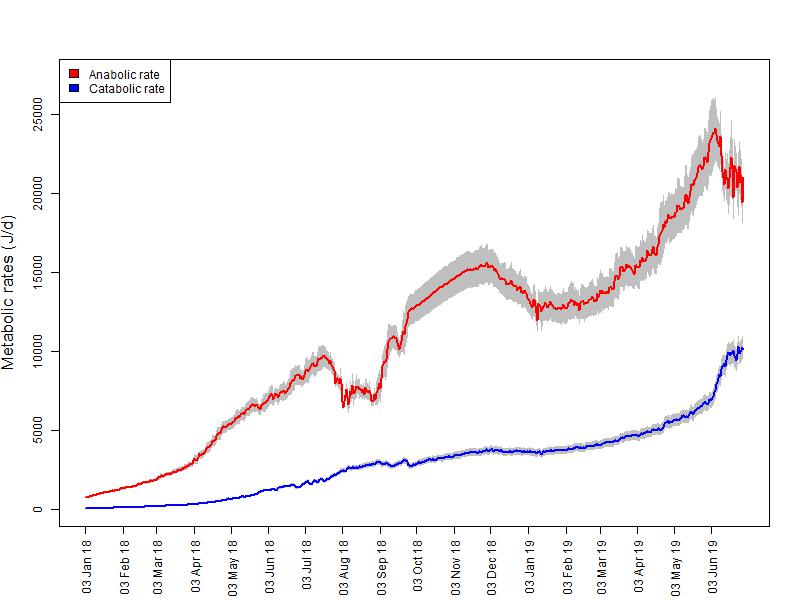 Anabolic rate
Catabolic rate
Metabolic rates (J/d)
25000
20000
15000
10000
5000
0
03 Jan 18
03 Feb 18
03 Mar 18
03 Apr 18
03 May 18
03 Jun 18
03 Jul 18
03 Aug 18
03 Sep 18
03 Oct 18
03 Nov 18
03 Dec 18
03 Jan 19
03 Feb 19
03 Mar 19
03 Apr 19
03 May 19
03 Jun 19